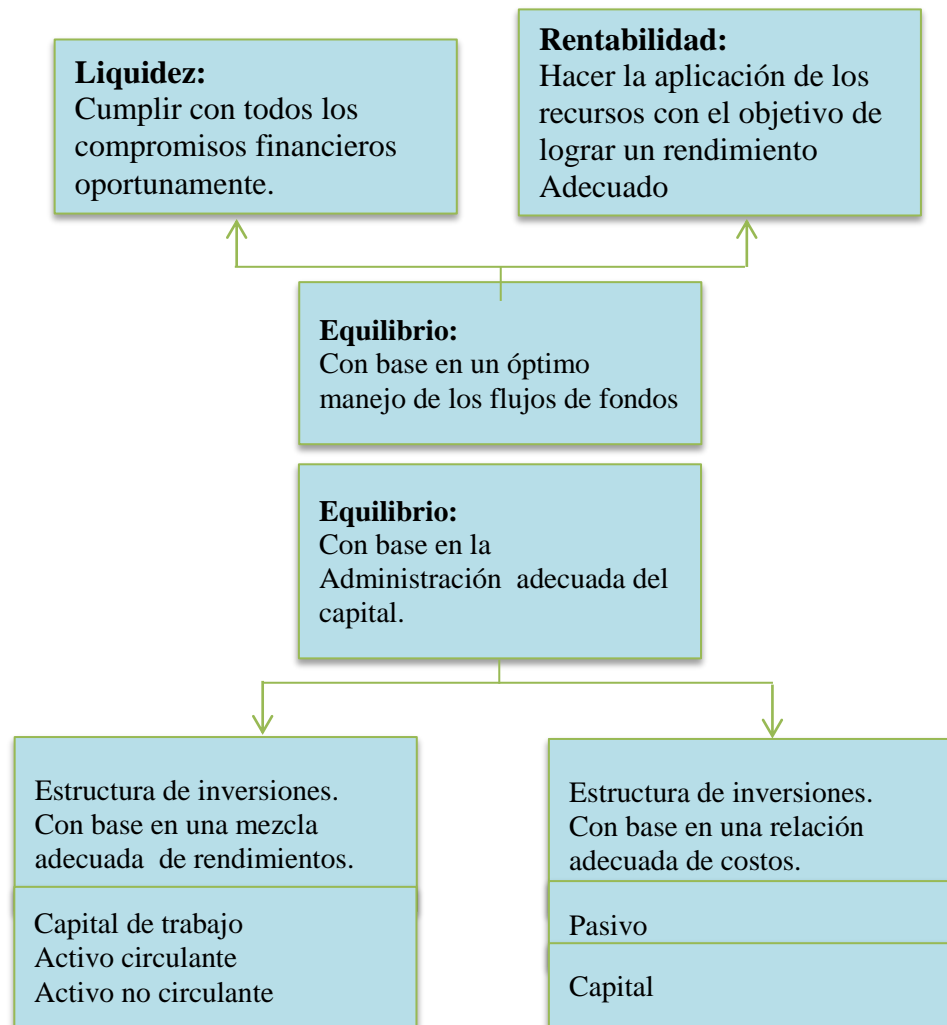 Liquidez:
Cumplir con todos los
compromisos financieros
oportunamente.
Rentabilidad:
Hacer la aplicación de los
recursos con el objetivo de
lograr un rendimiento
Adecuado
Equilibrio:
Con base en un óptimo
manejo de los flujos de fondos
Equilibrio:
Con base en la
Administración adecuada del
capital.
Estructura de inversiones.
Con base en una mezcla
adecuada de rendimientos.
Capital de trabajo
Activo circulante
Activo no circulante
Estructura de inversiones.
Con base en una relación
adecuada de costos.
Pasivo
Capital